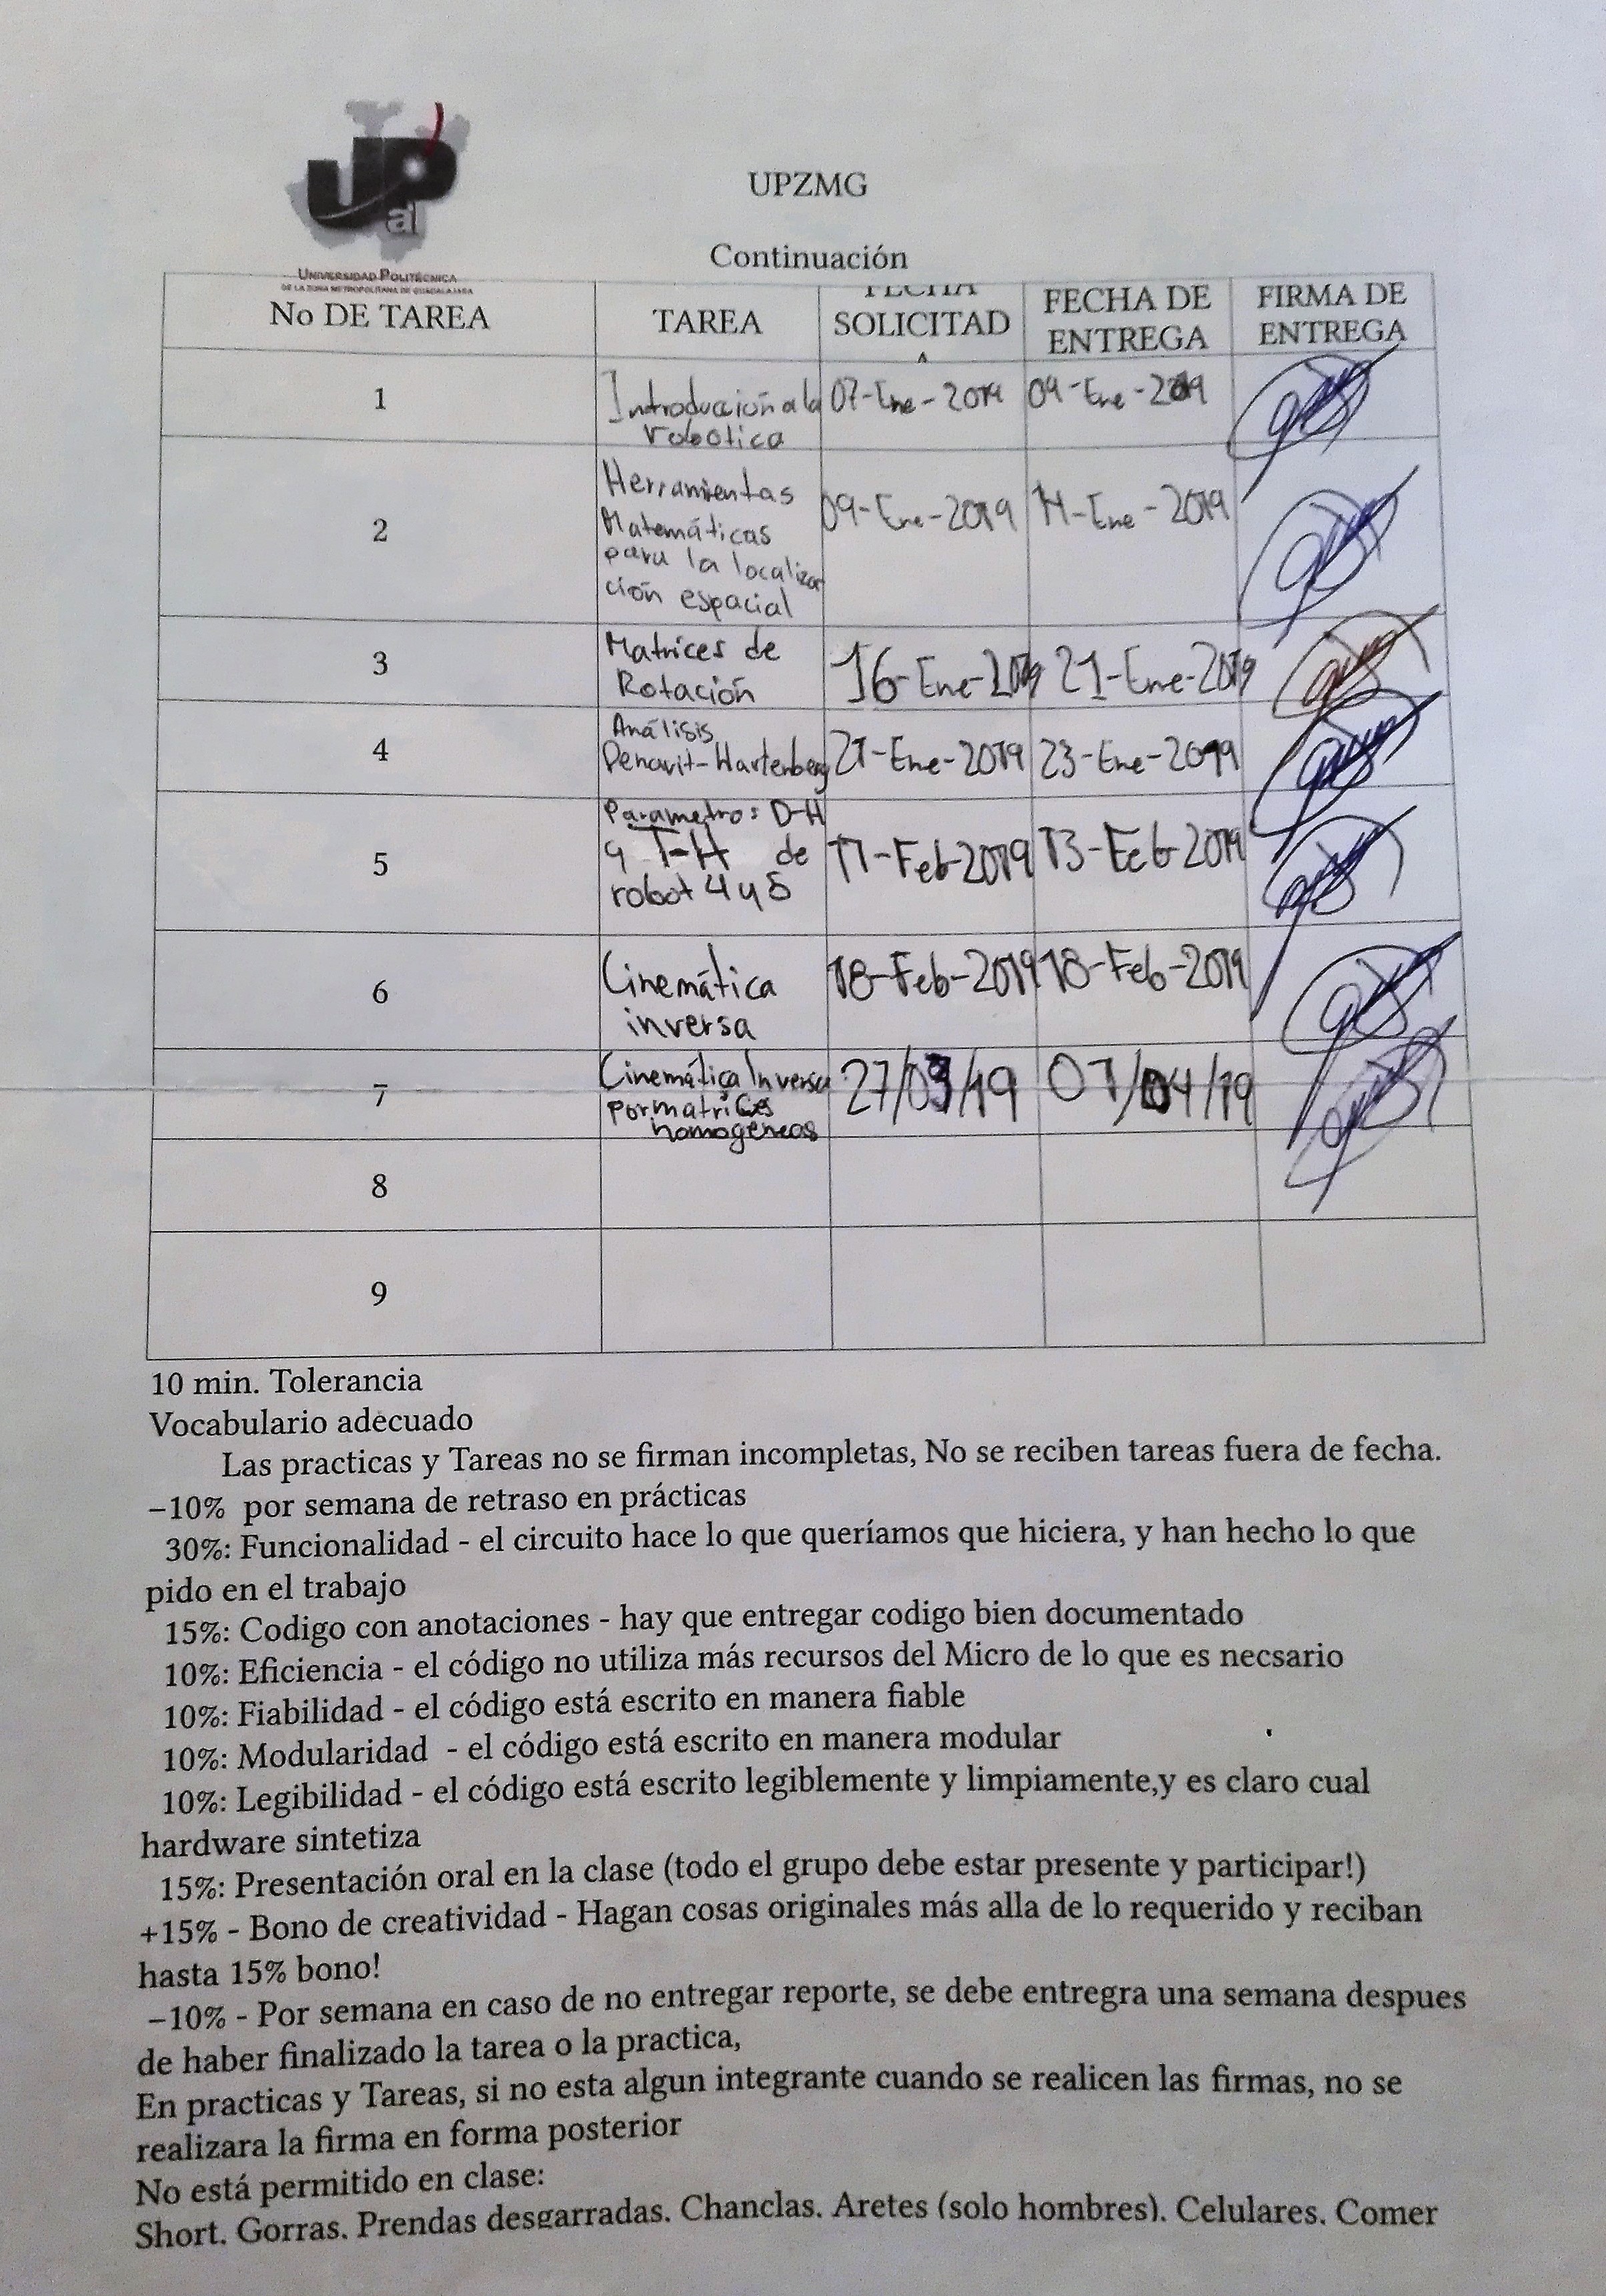 UPal
UNIVERSIDAD POLITÉCNICA
DE LA ZONA METROPOLITANA DE GUADALAJARA
UPZMG
Continuación
No DE TAREA TAREA FECHA SOLICITADA FECHA DE ENTREGA FIRMA DE ENTREGA
1 Introducción a la robotica 07-Ene-2019 09-Ene-2019
2 Herramientas Matemáticas para la localización espacial 09-Ene-2019 14-Ene-2019
3 Matrices de Rotación 16-Ene-2019 21-Ene-2019
4 Análisis Denavit-Hartenberg 21-Ene-2019 23-Ene-2019
5 Parametros D-H y T-H de robot 4 y 5 11-Feb-2019 13-Feb-2019
6 Cinemática inversa 18-Feb-2019 18-Feb-2019
7 Cinemática Inversa por matrices homogéneas 27/03/19 01/04/19
8
9
10 min. Tolerancia
Vocabulario adecuado
Las practicas y Tareas no se firman incompletas, No se reciben tareas fuera de fecha.
–10% por semana de retraso en prácticas
30%: Funcionalidad - el circuito hace lo que queríamos que hiciera, y han hecho lo que
pido en el trabajo
15%: Codigo con anotaciones - hay que entregar codigo bien documentado
10%: Eficiencia - el código no utiliza más recursos del Micro de lo que es necsario
10%: Fiabilidad - el código está escrito en manera fiable
10%: Modularidad - el código está escrito en manera modular
10%: Legibilidad - el código está escrito legiblemente y limpiamente,y es claro cual
hardware sintetiza
15%: Presentación oral en la clase (todo el grupo debe estar presente y participar!)
+15% - Bono de creatividad - Hagan cosas originales más alla de lo requerido y reciban
hasta 15% bono!
–10% - Por semana en caso de no entregar reporte, se debe entregra una semana despues
de haber finalizado la tarea o la practica,
En practicas y Tareas, si no esta algun integrante cuando se realicen las firmas, no se
realizara la firma en forma posterior
No está permitido en clase:
Short. Gorras. Prendas desgarradas. Chanclas. Aretes (solo hombres). Celulares. Comer